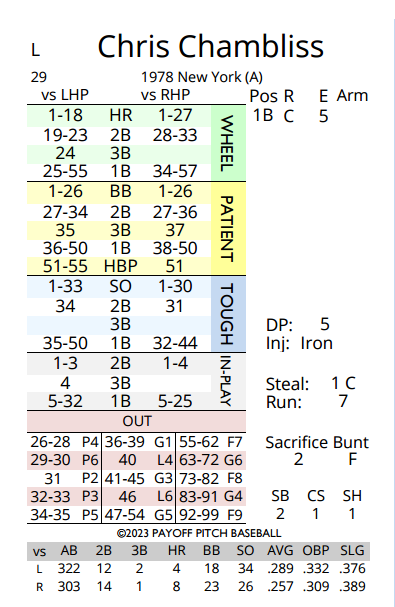 L Chris Chambliss
29 1978 New York (A)
vs LHP vs RHP Pos R E Arm
1-18 HR 1-27 1B C 5
19-23 2B 28-33
24 3B
25-55 1B 34-57
WHEEL
1-26 BB 1-26
27-34 2B 27-36
35 3B 37
36-50 1B 38-50
51-55 HBP 51
PATIENT
1-33 SO 1-30
34 2B 31
3B
35-50 1B 32-44
TOUGH
DP: 5
Inj: Iron
1-3 2B 1-4
4 3B
5-32 1B 5-25
IN-PLAY
Steal: 1 C
Run: 7
OUT
26-28 P4 36-39 G1 55-62 F7
29-30 P6 40 L4 63-72 G6
31 P2 41-45 G3 73-82 F8
32-33 P3 46 L6 83-91 G4
34-35 P5 47-54 G5 92-99 F9
Sacrifice Bunt
2 F
SB CS SH
2 1 1
©2023 PAYOFF PITCH BASEBALL
vs AB 2B 3B HR BB SO AVG OBP SLG
L 322 12 2 4 18 34 .289 .332 .376
R 303 14 1 8 23 26 .257 .309 .389